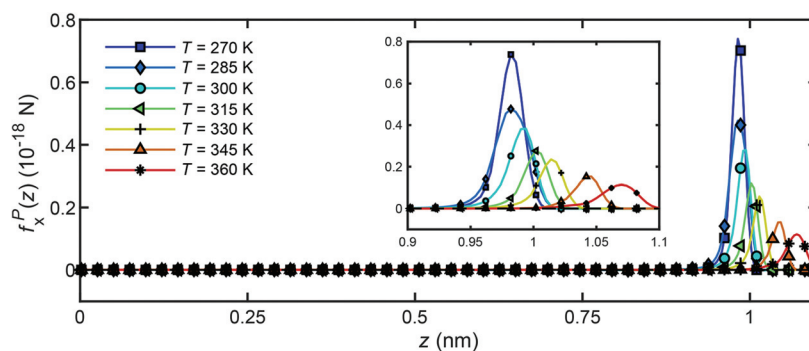 0.8
0.6
0.4
0.2
0
f_x^P(z) (10^-18 N)
T = 270 K
T = 285 K
T = 300 K
T = 315 K
T = 330 K
T = 345 K
T = 360 K
0.8
0.6
0.4
0.2
0
0.9 0.95 1 1.05 1.1
0 0.25 0.5 0.75 1
z (nm)